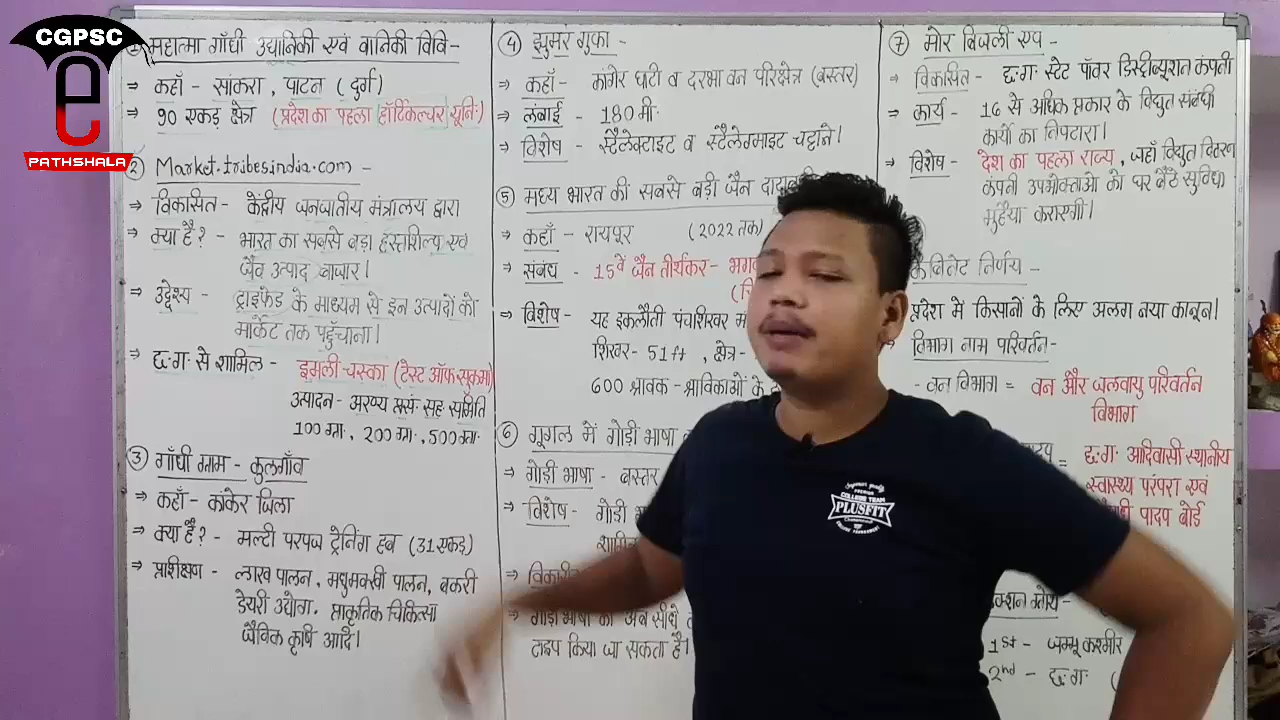 CGPSC
e
PATHSHALA
महात्मा गाँधी उद्यानिकी एवं वानिकी विवि -
⇒ कहाँ - सांकरा , पाटन ( दुर्ग )
⇒ 90 एकड़ क्षेत्र (प्रदेश का पहला हॉर्टिकल्चर यूनि॰)
② Market.tribesindia.com -
⇒ विकसित - केंद्रीय जनजातीय मंत्रालय द्वारा
⇒ क्या है ? - भारत का सबसे बड़ा हस्तशिल्प एवं
जैव उत्पाद बाजार ।
⇒ उद्देश्य - ट्राइफेड के माध्यम से इन उत्पादों को
मार्केट तक पहुँचाना ।
⇒ छ॰ग॰ से शामिल - इमली चस्का (टेस्ट ऑफ सुकमा)
उत्पादन - अरण्य प्रसं॰ सह॰ समिति
100 ग्रा॰ , 200 ग्रा॰ , 500 ग्रा॰
③ गाँधी ग्राम - कुलगाँव
⇒ कहाँ - कांकेर जिला
⇒ क्या है ? - मल्टी परपज ट्रेनिंग हब (31 एकड़)
⇒ प्रशिक्षण - लाख पालन , मधुमक्खी पालन, बकरी
डेयरी उद्योग, प्राकृतिक चिकित्सा
जैविक कृषि आदि ।
④ झुमर गुफा -
⇒ कहाँ - कांगेर घाटी व दरभा वन परिक्षेत्र (बस्तर)
⇒ लंबाई - 180 मी॰
⇒ विशेष - स्टैलेक्टाइट व स्टैलेग्माइट चट्टाने ।
⑤ मध्य भारत की सबसे बड़ी जैन
⇒ कहाँ - रायपुर (2022 तक)
⇒ संबंध - 15वें जैन तीर्थंकर -
⇒ विशेष - यह इकलौती पंचशिखर
शिखर - 51 ft , क्षेत्र -
600 श्रावक - श्राविकाओं के
⑥ गूगल में गोंड़ी भाषा
⇒ गोंड़ी भाषा - बस्तर
⇒ विशेष - गोंड़ी
⇒ गोंड़ी भाषा को अब सीधे
टाइप किया जा सकता है ।
⑦ मोर बिजली एप -
⇒ विकसित - छ॰ग॰ स्टेट पॉवर डिस्ट्रीब्यूशन कंपनी
⇒ कार्य - 16 से अधिक प्रकार के विद्युत संबंधी
कार्यों का निपटारा ।
⇒ विशेष - देश का पहला राज्य , जहाँ विद्युत वितरण
कंपनी उपभोक्ताओं को घर बैठे सुविधा
मुहैया कराएगी ।
केबिनेट निर्णय -
प्रदेश में किसानों के लिए अलग नया कानून ।
विभाग नाम परिवर्तन -
- वन विभाग = वन और जलवायु परिवर्तन
विभाग
= छ॰ग॰ आदिवासी स्थानीय
स्वास्थ्य परंपरा एवं
पादप बोर्ड
1st - जम्मू कश्मीर
2nd - छ॰ग॰ (
COLLEGE TEAM
PLUSFIT